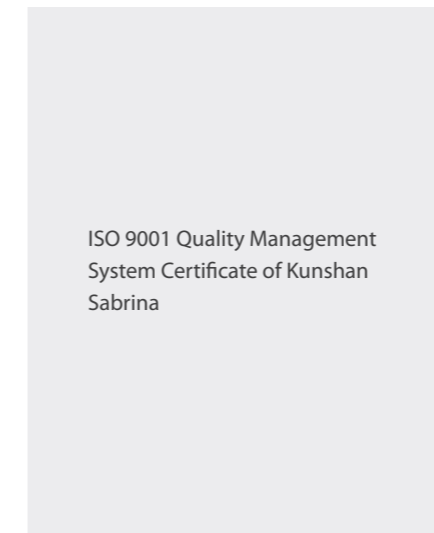 ISO 9001 Quality Management
System Certificate of Kunshan
Sabrina